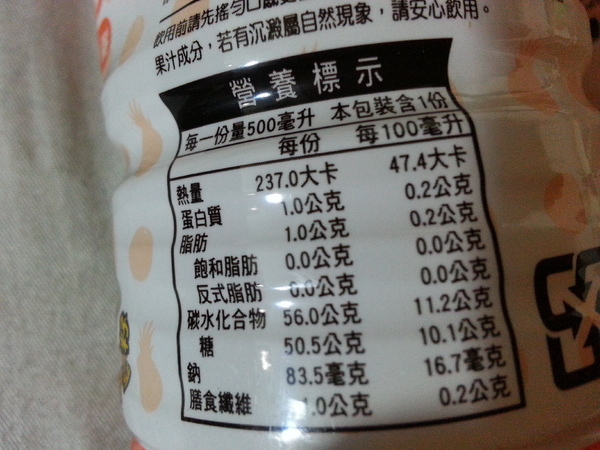 飲用前請先搖勻口感更
果汁成分，若有沉澱屬自然現象，請安心飲用。
營養標示
每一份量500毫升 本包裝含1份
每份 每100毫升
熱量 237.0大卡 47.4大卡
蛋白質 1.0公克 0.2公克
脂肪 1.0公克 0.2公克
飽和脂肪 0.0公克 0.0公克
反式脂肪 0.0公克 0.0公克
碳水化合物 56.0公克 11.2公克
糖 50.5公克 10.1公克
鈉 83.5毫克 16.7毫克
膳食纖維 1.0公克 0.2公克